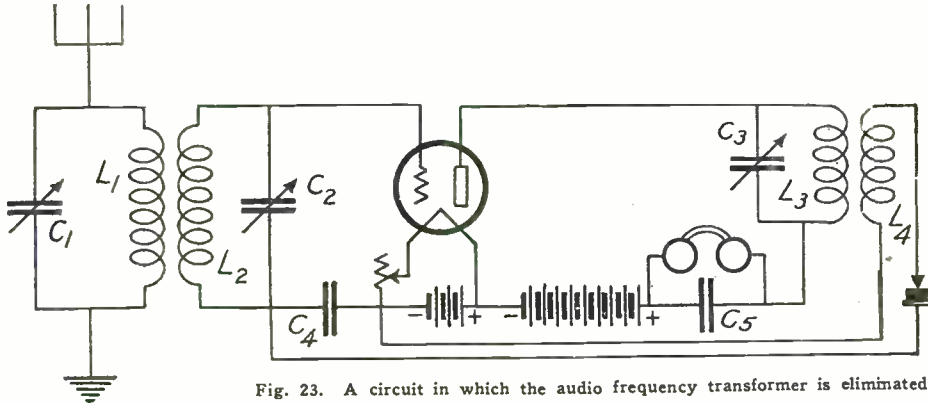 C3
C2
L1
L3
C1
L4
L2
- + - +
C4
C5
Fig. 23. A circuit in which the audio frequency transformer is eliminated